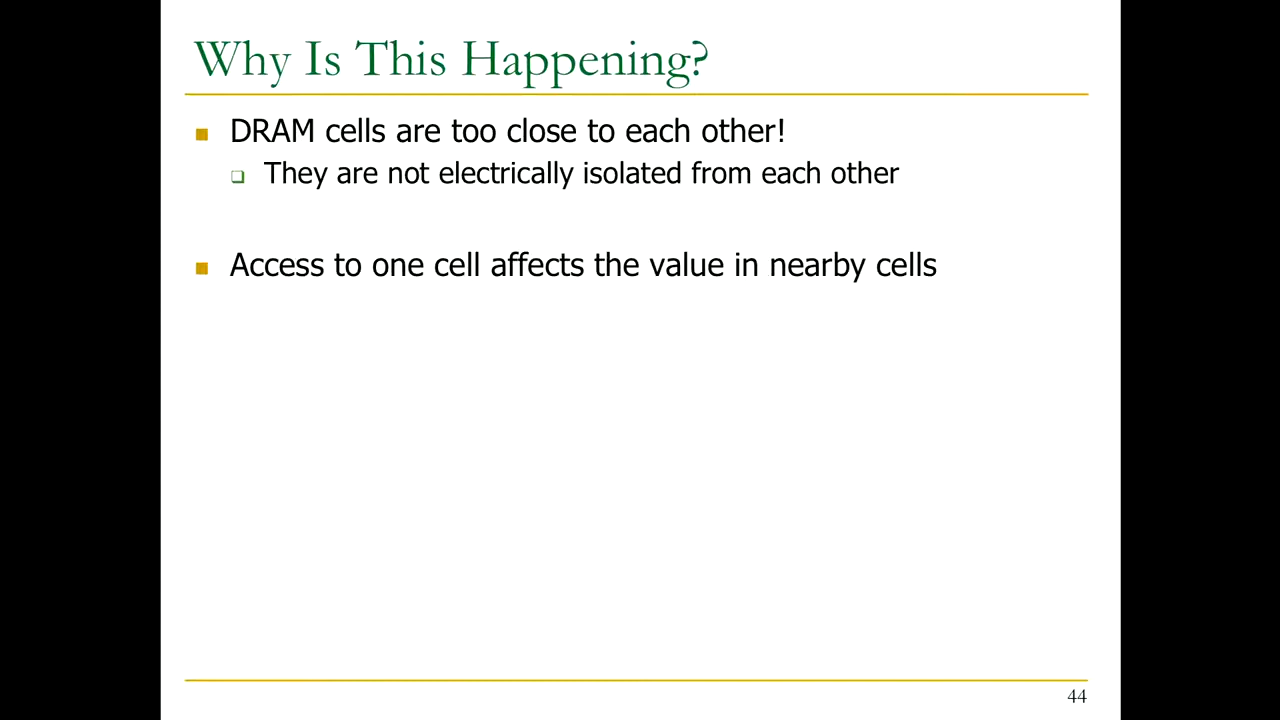 Why Is This Happening?
DRAM cells are too close to each other!
They are not electrically isolated from each other
Access to one cell affects the value in nearby cells
44